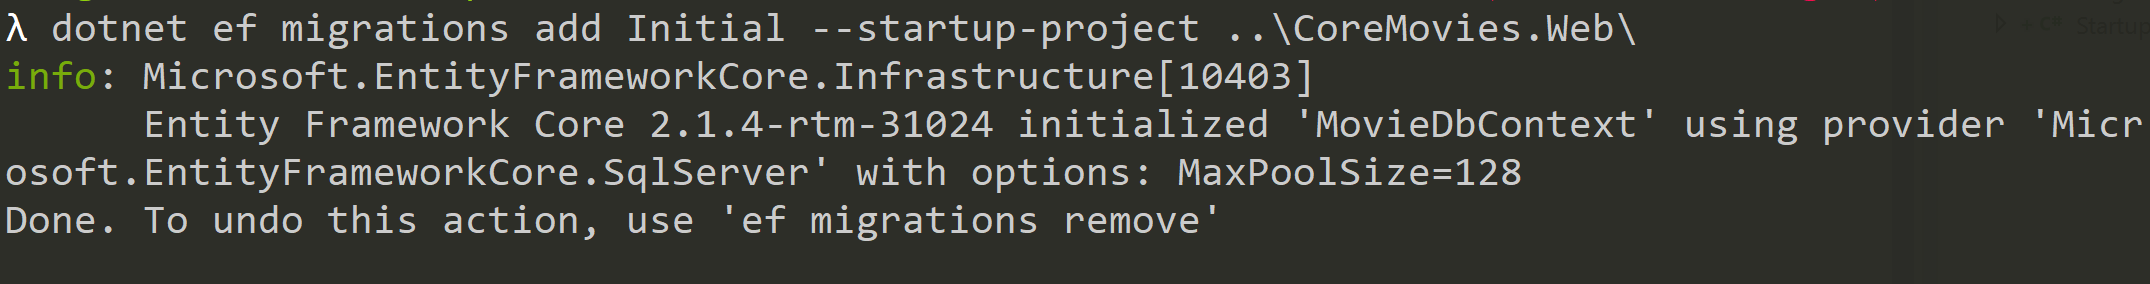 λ dotnet ef migrations add Initial --startup-project ..\CoreMovies.Web\
info: Microsoft.EntityFrameworkCore.Infrastructure[10403]
      Entity Framework Core 2.1.4-rtm-31024 initialized 'MovieDbContext' using provider 'Micr
osoft.EntityFrameworkCore.SqlServer' with options: MaxPoolSize=128
Done. To undo this action, use 'ef migrations remove'